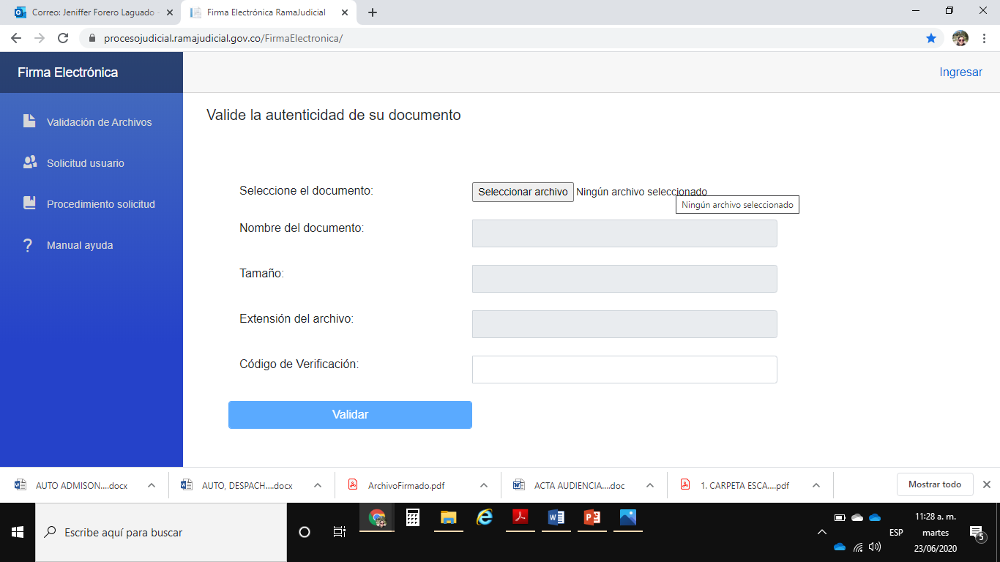 Correo: Jeniffer Forero Laguado -
Firma Electrónica RamaJudicial
procesojudicial.ramajudicial.gov.co/FirmaElectronica/
Firma Electrónica
Ingresar
Validación de Archivos
Solicitud usuario
Procedimiento solicitud
Manual ayuda
Valide la autenticidad de su documento
Seleccione el documento:
Seleccionar archivo Ningún archivo seleccionado
Ningún archivo seleccionado
Nombre del documento:
Tamaño:
Extensión del archivo:
Código de Verificación:
Validar
AUTO ADMISON....docx
AUTO, DESPACH....docx
ArchivoFirmado.pdf
ACTA AUDIENCIA....doc
1. CARPETA ESCA....pdf
Mostrar todo
Escribe aquí para buscar
ESP
11:28 a. m.
martes
23/06/2020
5